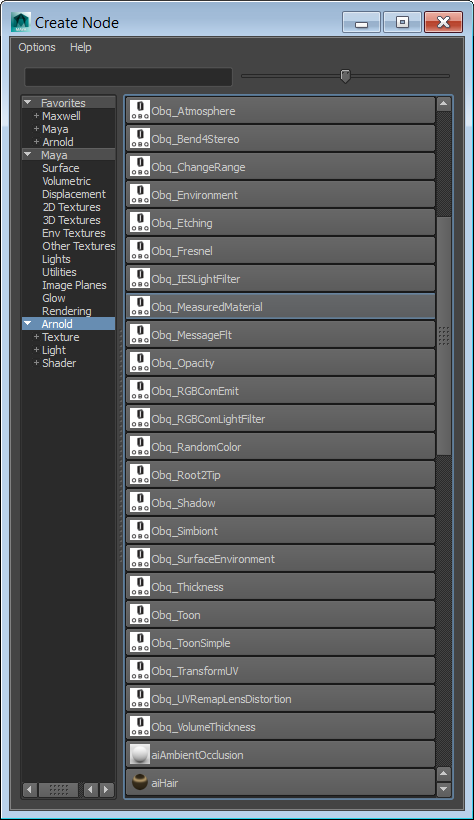 Create Node
Options Help
Favorites
+ Maxwell
+ Maya
+ Arnold
Maya
Surface
Volumetric
Displacement
2D Textures
3D Textures
Env Textures
Other Textures
Lights
Utilities
Image Planes
Glow
Rendering
Arnold
+ Texture
+ Light
+ Shader
Obq_Atmosphere
Obq_Bend4Stereo
Obq_ChangeRange
Obq_Environment
Obq_Etching
Obq_Fresnel
Obq_IESLightFilter
Obq_MeasuredMaterial
Obq_MessageFlt
Obq_Opacity
Obq_RGBComEmit
Obq_RGBComLightFilter
Obq_RandomColor
Obq_Root2Tip
Obq_Shadow
Obq_Simbiont
Obq_SurfaceEnvironment
Obq_Thickness
Obq_Toon
Obq_ToonSimple
Obq_TransformUV
Obq_UVRemapLensDistortion
Obq_VolumeThickness
aiAmbientOcclusion
aiHair